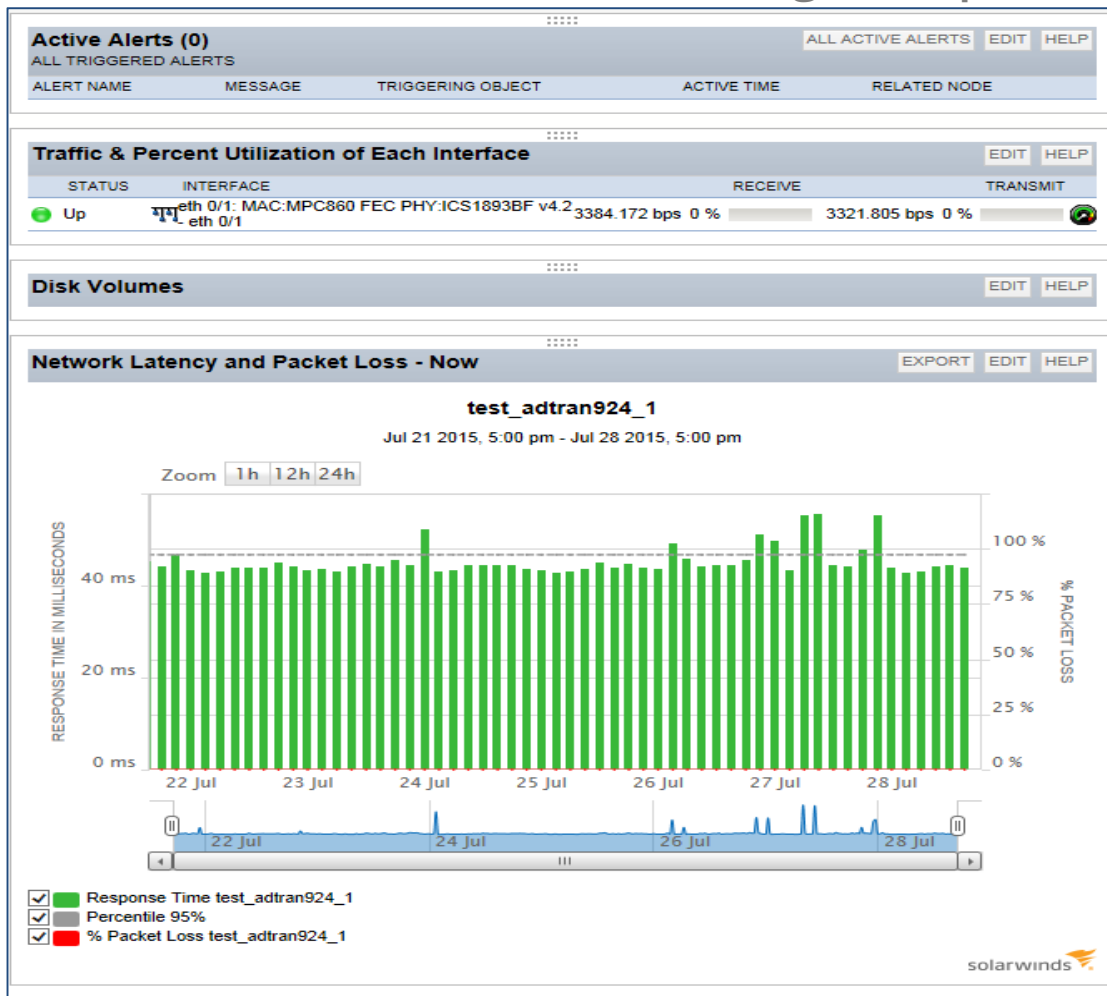 Active Alerts (0)
ALL ACTIVE ALERTS EDIT HELP
ALL TRIGGERED ALERTS
ALERT NAME MESSAGE TRIGGERING OBJECT ACTIVE TIME RELATED NODE
Traffic & Percent Utilization of Each Interface
EDIT HELP
STATUS INTERFACE RECEIVE TRANSMIT
Up eth 0/1: MAC:MPC860 FEC PHY:ICS1893BF v4.2 3384.172 bps 0 % 3321.805 bps 0 %
- eth 0/1
Disk Volumes
EDIT HELP
Network Latency and Packet Loss - Now
EXPORT EDIT HELP
test_adtran924_1
Jul 21 2015, 5:00 pm - Jul 28 2015, 5:00 pm
Zoom 1h 12h 24h
RESPONSE TIME IN MILLISECONDS
40 ms
20 ms
0 ms
100 %
75 %
50 %
25 %
0 %
% PACKET LOSS
22 Jul 23 Jul 24 Jul 25 Jul 26 Jul 27 Jul 28 Jul
22 Jul 24 Jul 26 Jul 28 Jul
Response Time test_adtran924_1
Percentile 95%
% Packet Loss test_adtran924_1
solarwinds